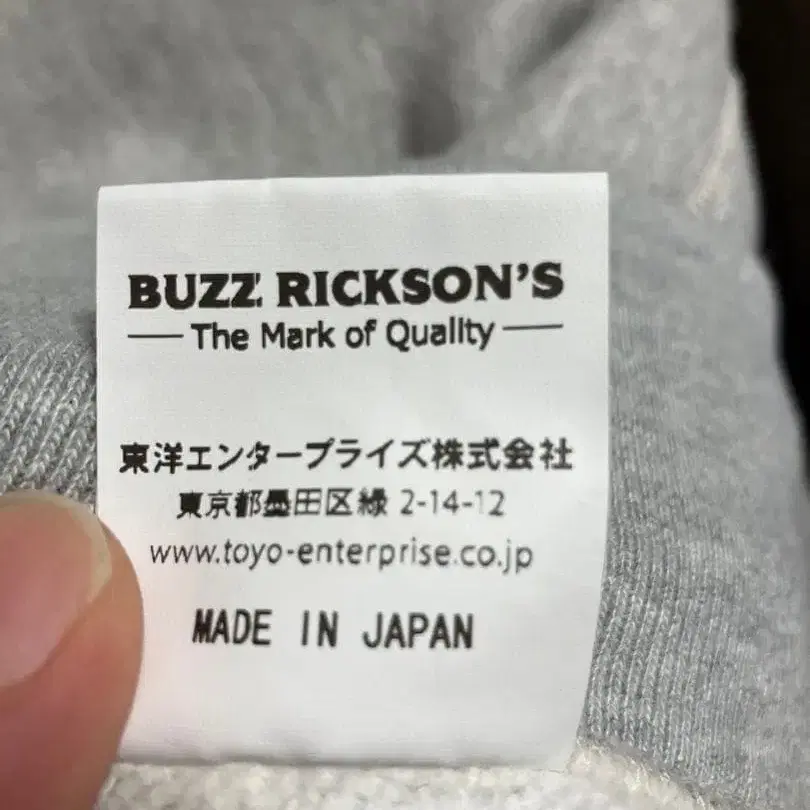 BUZZ RICKSON'S
The Mark of Quality
東洋エンタープライズ株式会社
東京都墨田区緑 2-14-12
www.toyo-enterprise.co.jp
MADE IN JAPAN